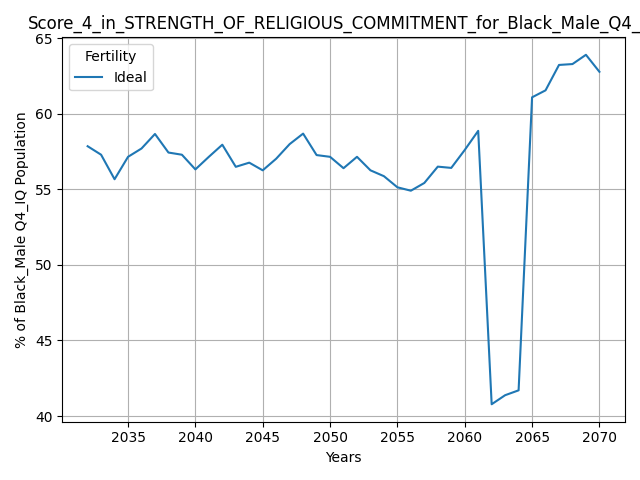 Score_4_in_STRENGTH_OF_RELIGIOUS_COMMITMENT_for_Black_Male_Q4_
Fertility
Ideal
% of Black_Male Q4_IQ Population
65
60
55
50
45
40
2035 2040 2045 2050 2055 2060 2065 2070
Years